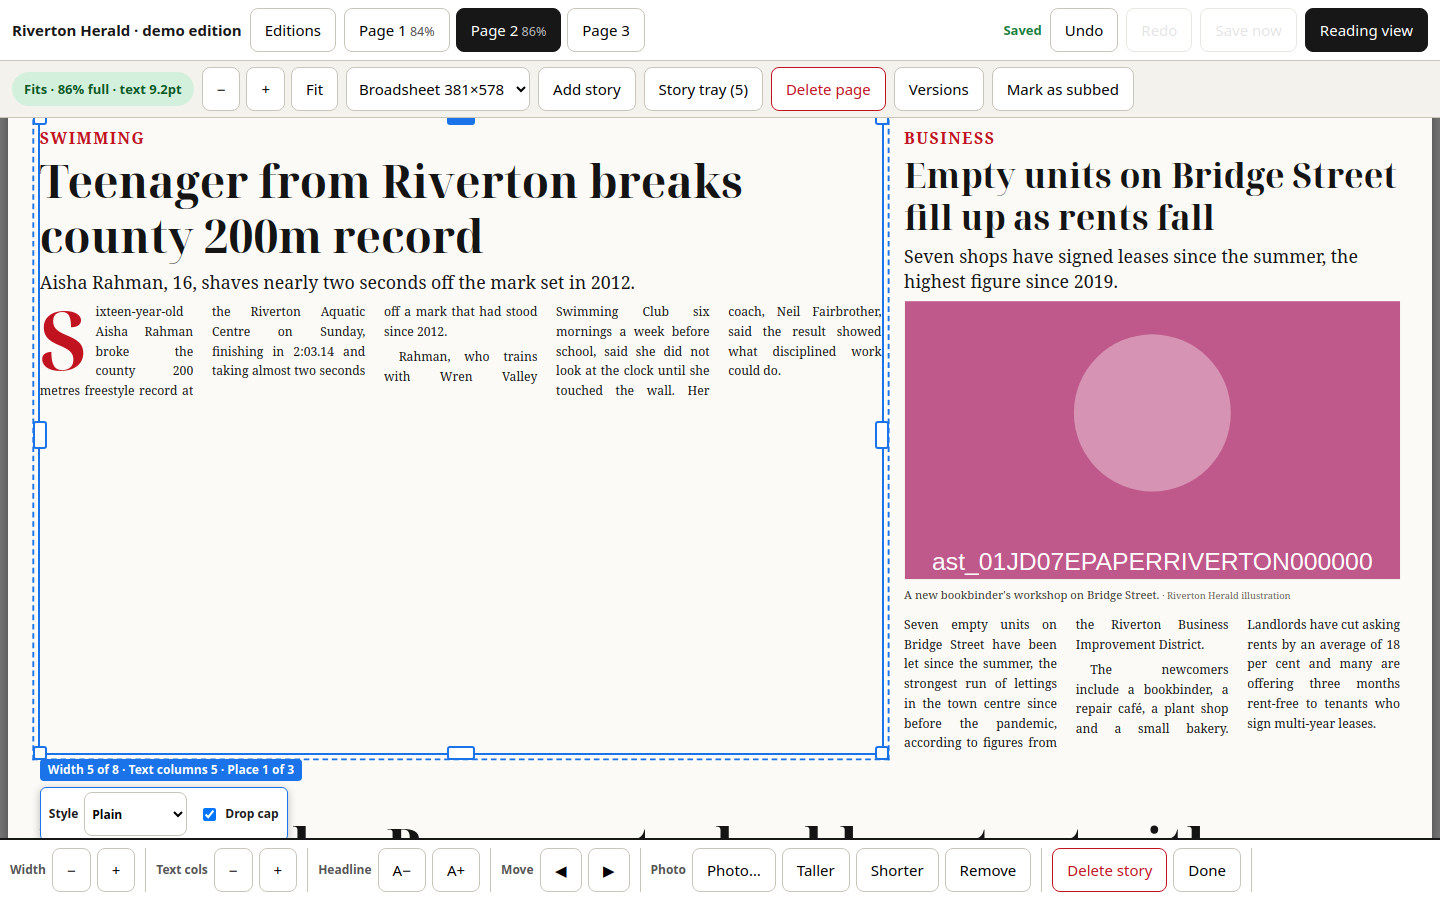 Riverton Herald · demo edition
Editions
Page 1 84%
Page 2 86%
Page 3
Saved
Undo
Redo
Save now
Reading view
Fits · 86% full · text 9.2pt
−
+
Fit
Broadsheet 381×578
Add story
Story tray (5)
Delete page
Versions
Mark as subbed
SWIMMING
Teenager from Riverton breaks
county 200m record
Aisha Rahman, 16, shaves nearly two seconds off the mark set in 2012.
Sixteen-year-old
Aisha Rahman
broke the
county 200
metres freestyle record at
the Riverton Aquatic
Centre on Sunday,
finishing in 2:03.14 and
taking almost two seconds
off a mark that had stood
since 2012.
Rahman, who trains
with Wren Valley
Swimming Club six
mornings a week before
school, said she did not
look at the clock until she
touched the wall. Her
coach, Neil Fairbrother,
said the result showed
what disciplined work
could do.
BUSINESS
Empty units on Bridge Street
fill up as rents fall
Seven shops have signed leases since the summer, the
highest figure since 2019.
ast_01JD07EPAPERRIVERTON000000
A new bookbinder's workshop on Bridge Street. · Riverton Herald illustration
Seven empty units on
Bridge Street have been
let since the summer, the
strongest run of lettings
in the town centre since
before the pandemic,
according to figures from
the Riverton Business
Improvement District.
The newcomers
include a bookbinder, a
repair café, a plant shop
and a small bakery.
Landlords have cut asking
rents by an average of 18
per cent and many are
offering three months
rent-free to tenants who
sign multi-year leases.
Width 5 of 8 · Text columns 5 · Place 1 of 3
Style
Plain
Drop cap
Width
−
+
Text cols
−
+
Headline
A−
A+
Move
◀
▶
Photo
Photo…
Taller
Shorter
Remove
Delete story
Done